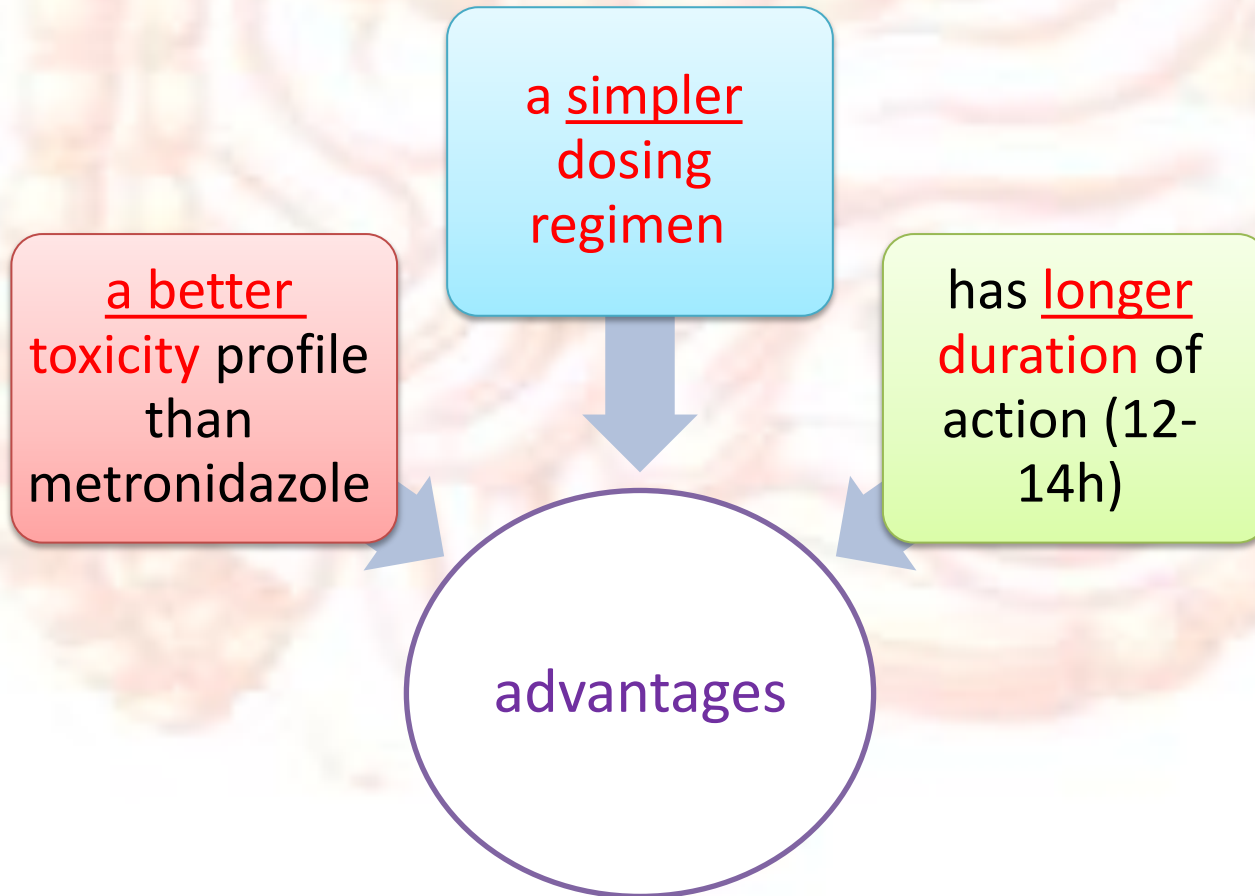 a simpler
dosing
regimen
a better
toxicity profile
than
metronidazole
has longer
duration of
action (12-
14h)
advantages